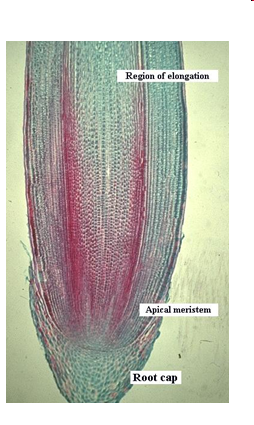 Region of elongation
Apical meristem
Root cap